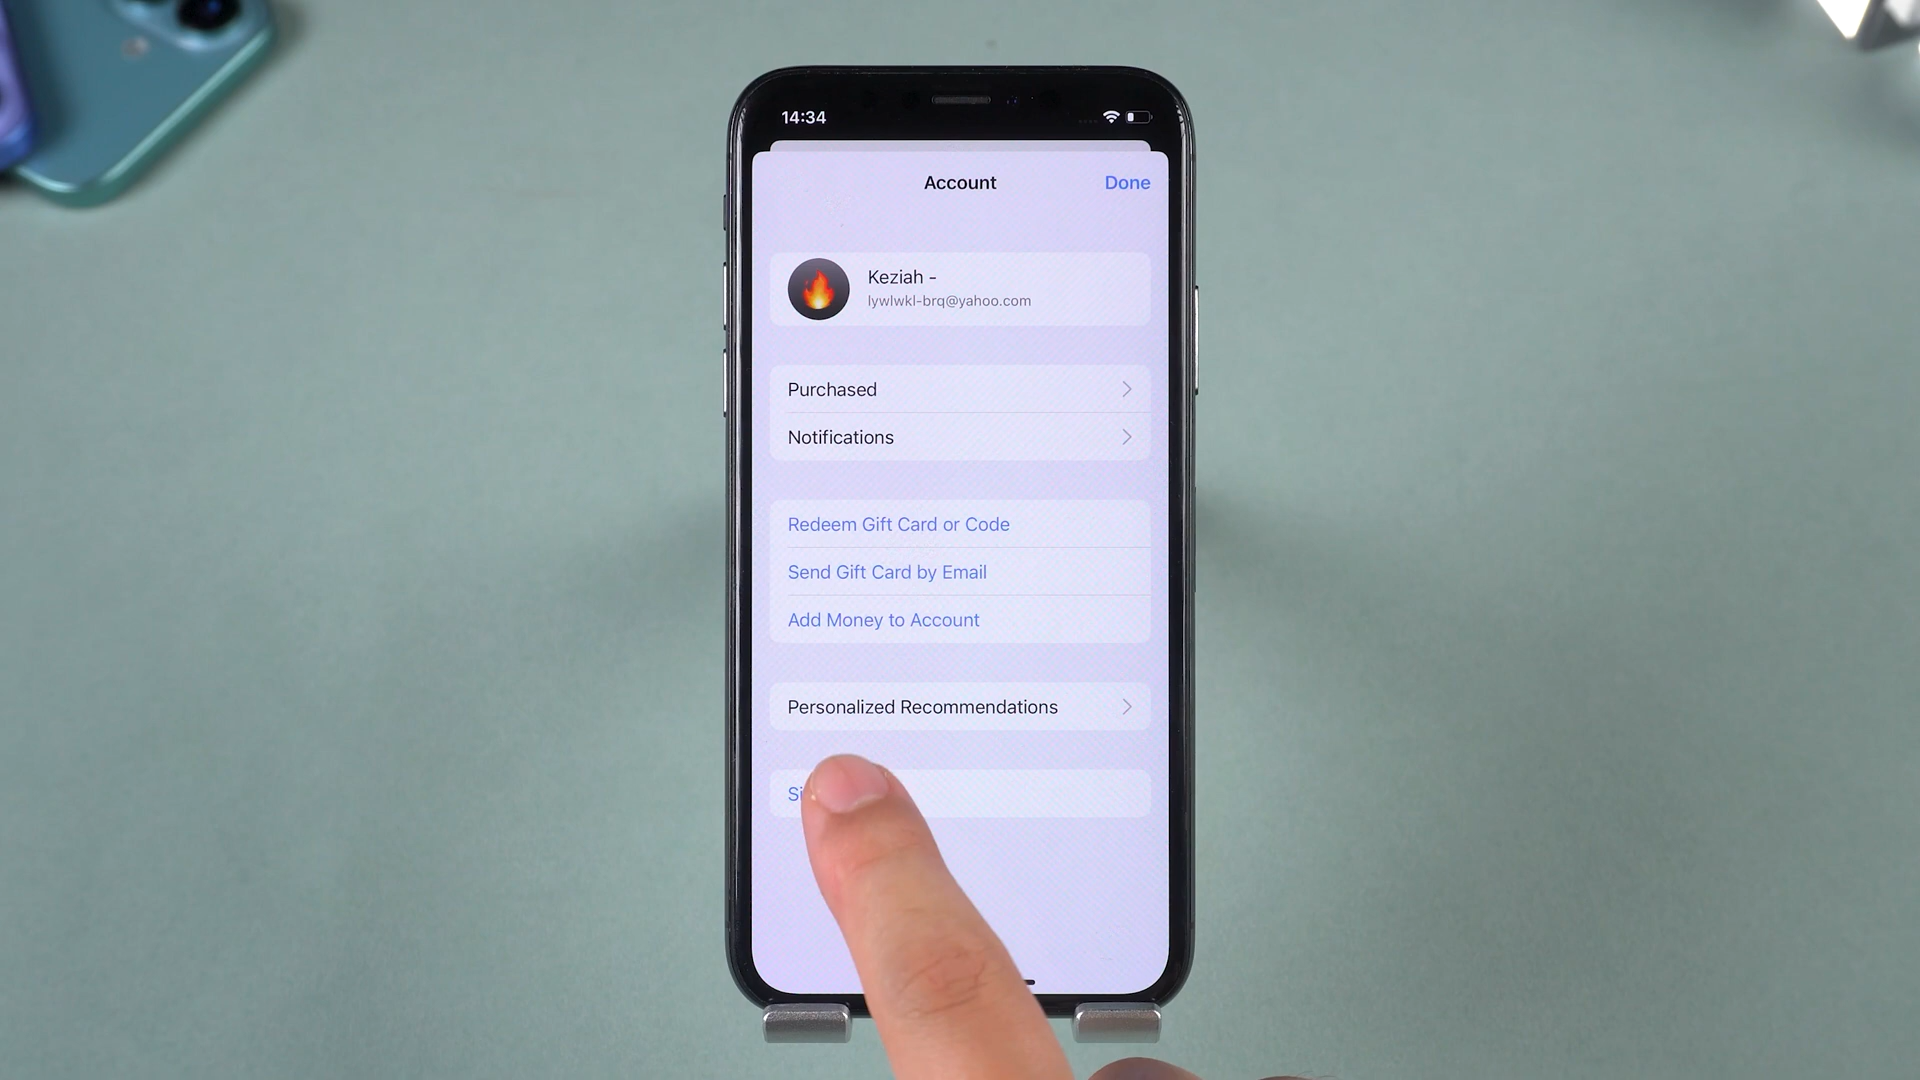 14:34
Account
Done
Keziah -
lywlwkl-brq@yahoo.com
Purchased
Notifications
Redeem Gift Card or Code
Send Gift Card by Email
Add Money to Account
Personalized Recommendations